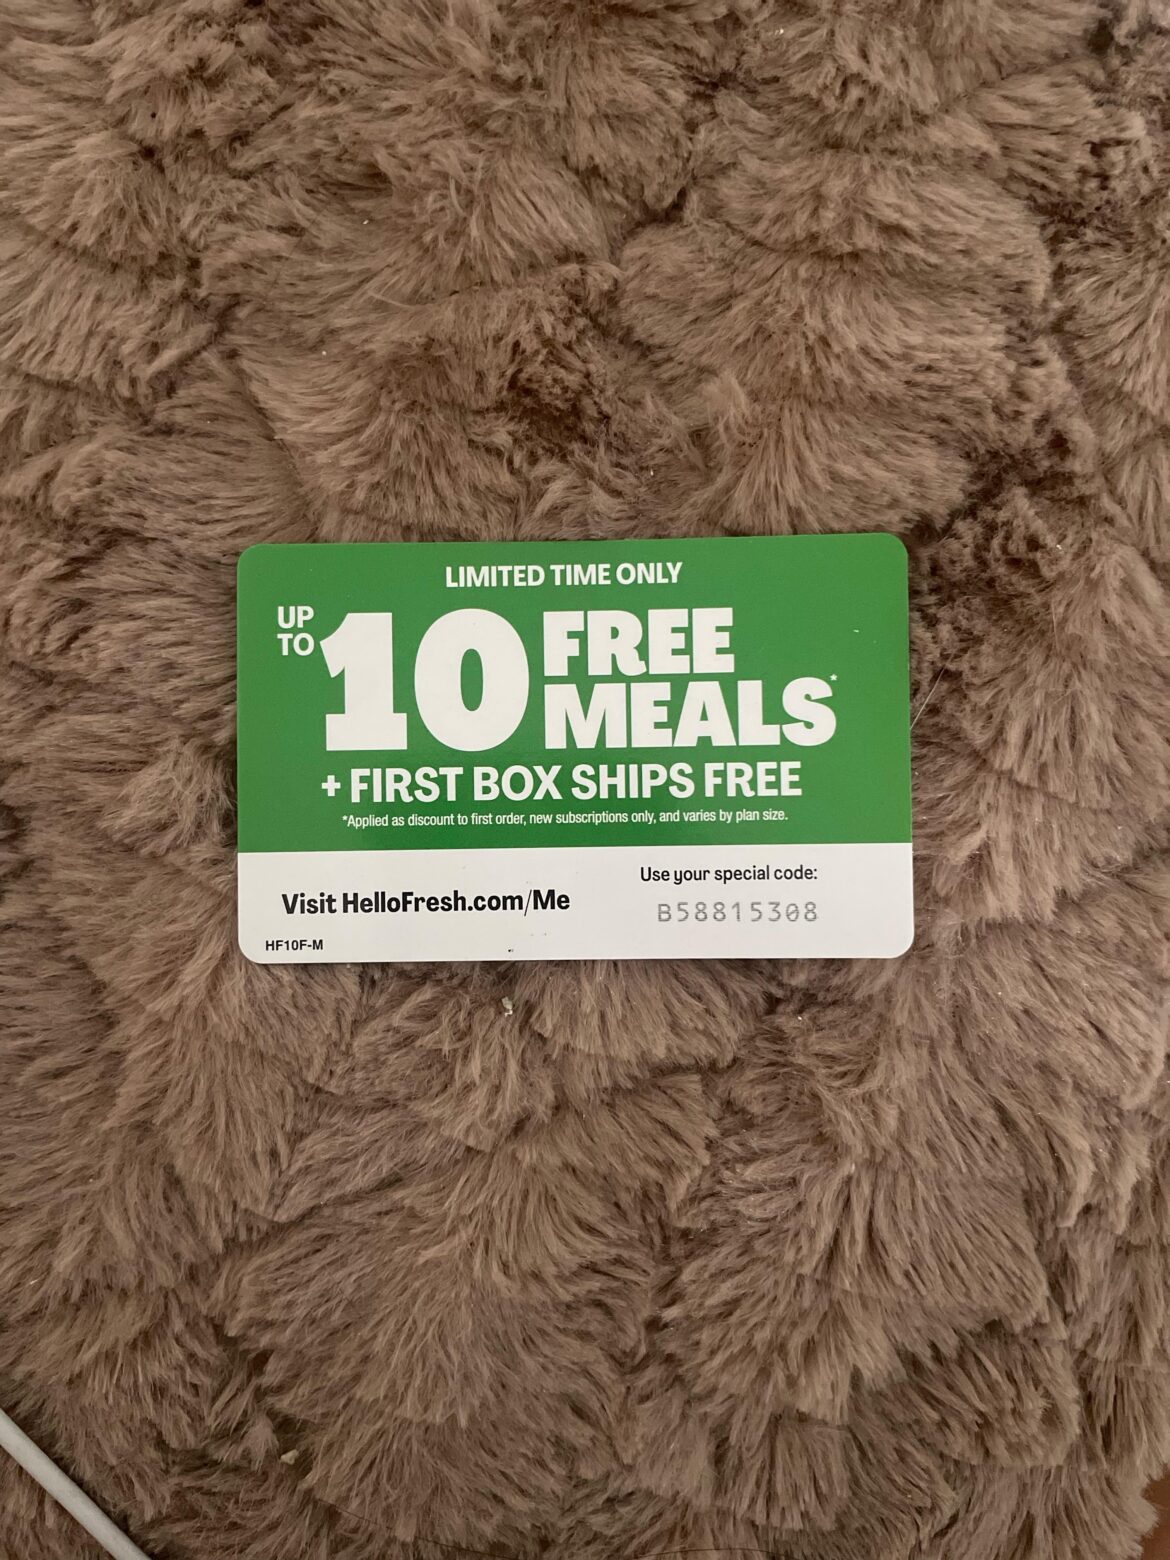 LIMITED TIME ONLY
UP
TO
10
FREE
MEALS*
+ FIRST BOX SHIPS FREE
*Applied as discount to first order, new subscriptions only, and varies by plan size.
Visit HelloFresh.com/Me
Use your special code:
B58815308
HF10F-M